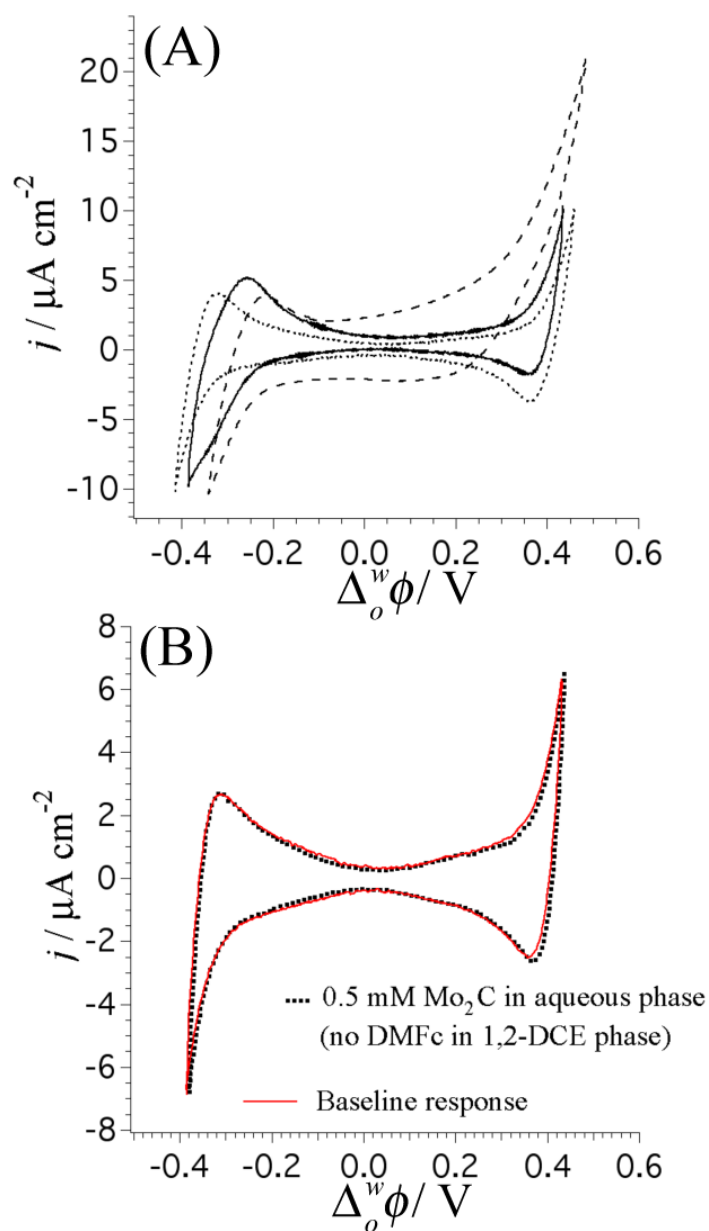 (A)
20
15
10
5
0
-5
-10
j / μA cm⁻²
-0.4 -0.2 0.0 0.2 0.4 0.6
Δₒʷϕ/ V
(B)
8
6
4
2
0
-2
-4
-6
-8
j / μA cm⁻²
0.5 mM Mo₂C in aqueous phase
(no DMFc in 1,2-DCE phase)
Baseline response
-0.4 -0.2 0.0 0.2 0.4 0.6
Δₒʷϕ/ V